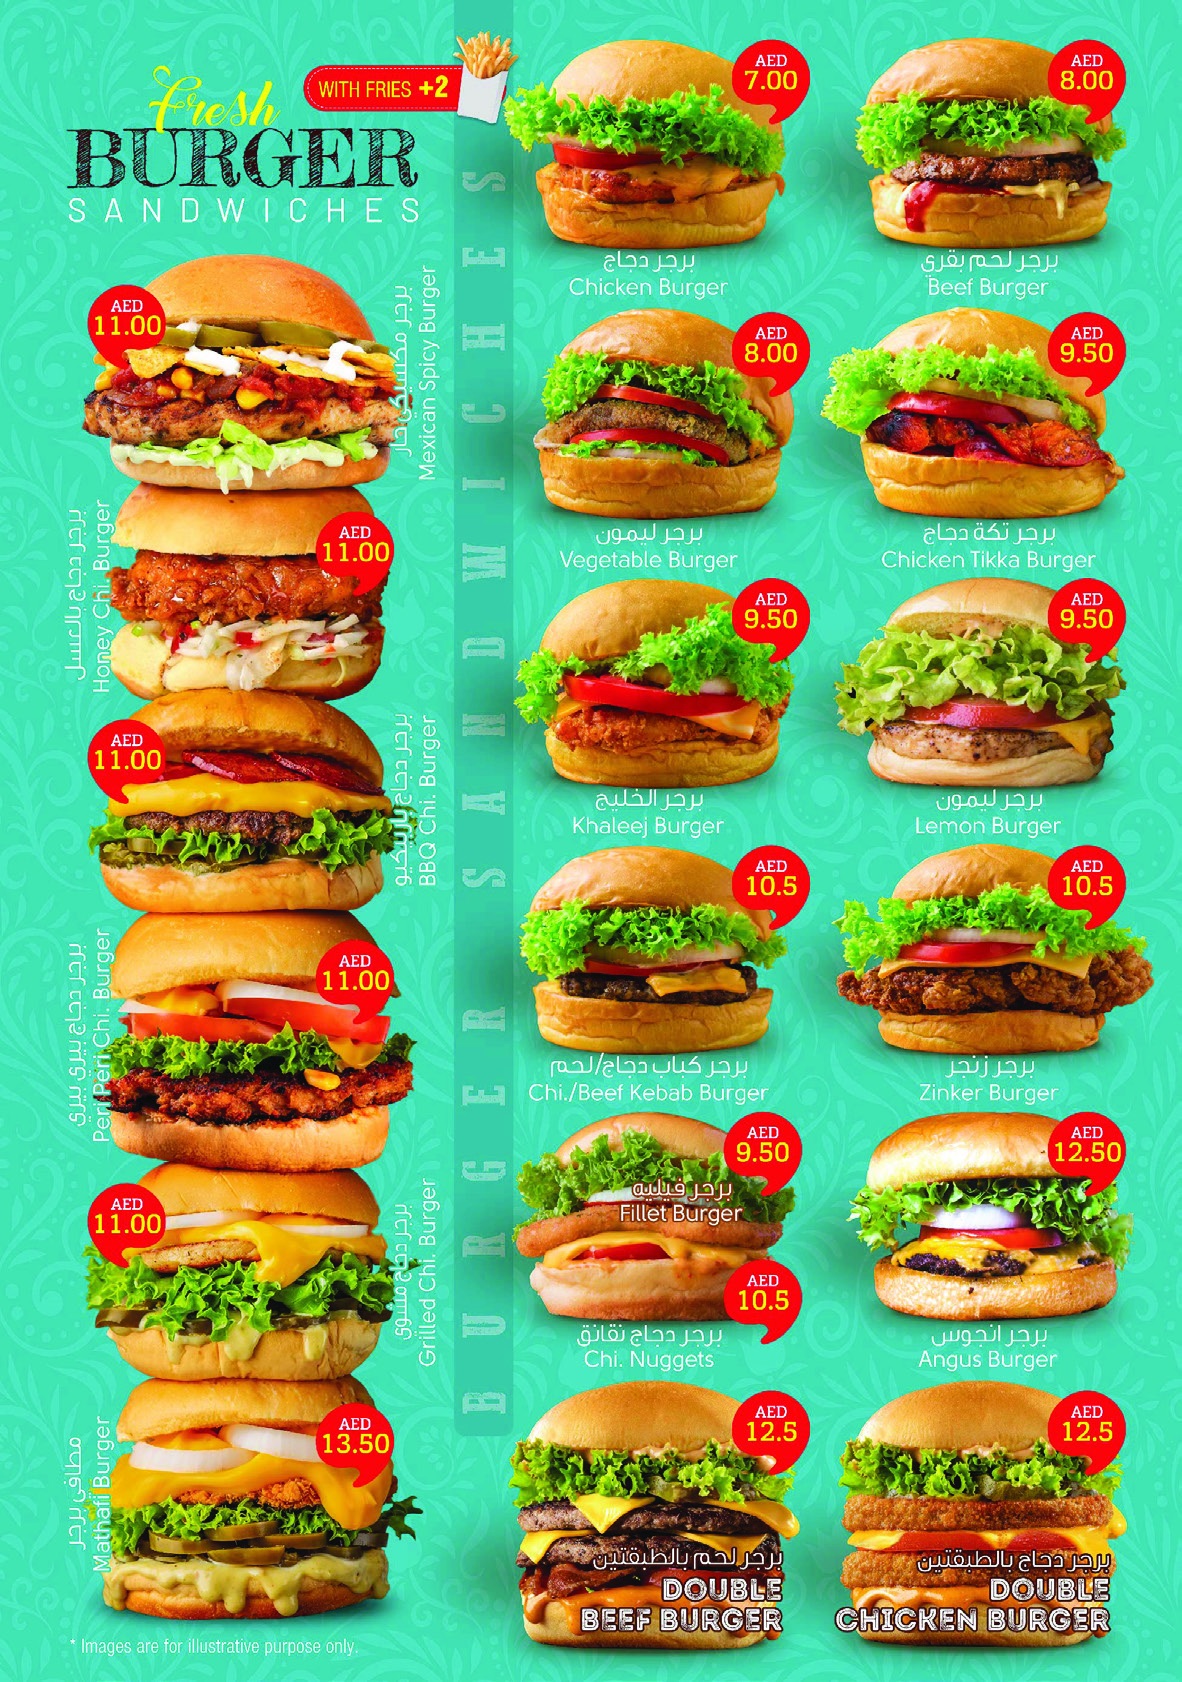 Fresh
BURGER
SANDWICHES
WITH FRIES +2
BURGER SANDWICHES
AED
11.00
برجر مكسيكي حار
Mexican Spicy Burger
AED
11.00
برجر دجاج بالعسل
Honey Chi. Burger
AED
11.00
برجر دجاج باربيكيو
BBQ Chi. Burger
AED
11.00
برجر دجاج بيري بيري
Peri Peri Chi. Burger
AED
11.00
برجر دجاج مشوي
Grilled Chi. Burger
AED
13.50
مطافي برجر
Mathafi Burger
* Images are for illustrative purpose only.
AED
7.00
برجر دجاج
Chicken Burger
AED
8.00
برجر لحم بقري
Beef Burger
AED
8.00
برجر ليمون
Vegetable Burger
AED
9.50
برجر تكة دجاج
Chicken Tikka Burger
AED
9.50
برجر الخليج
Khaleej Burger
AED
9.50
برجر ليمون
Lemon Burger
AED
10.5
برجر كباب دجاج/لحم
Chi./Beef Kebab Burger
AED
10.5
برجر زنجر
Zinker Burger
AED
9.50
برجر فيليه
Fillet Burger
AED
10.5
برجر دجاج نقانق
Chi. Nuggets
AED
12.50
برجر انجوس
Angus Burger
AED
12.5
برجر لحم بالطبقتين
DOUBLE
BEEF BURGER
AED
12.5
برجر دجاج بالطبقتين
DOUBLE
CHICKEN BURGER